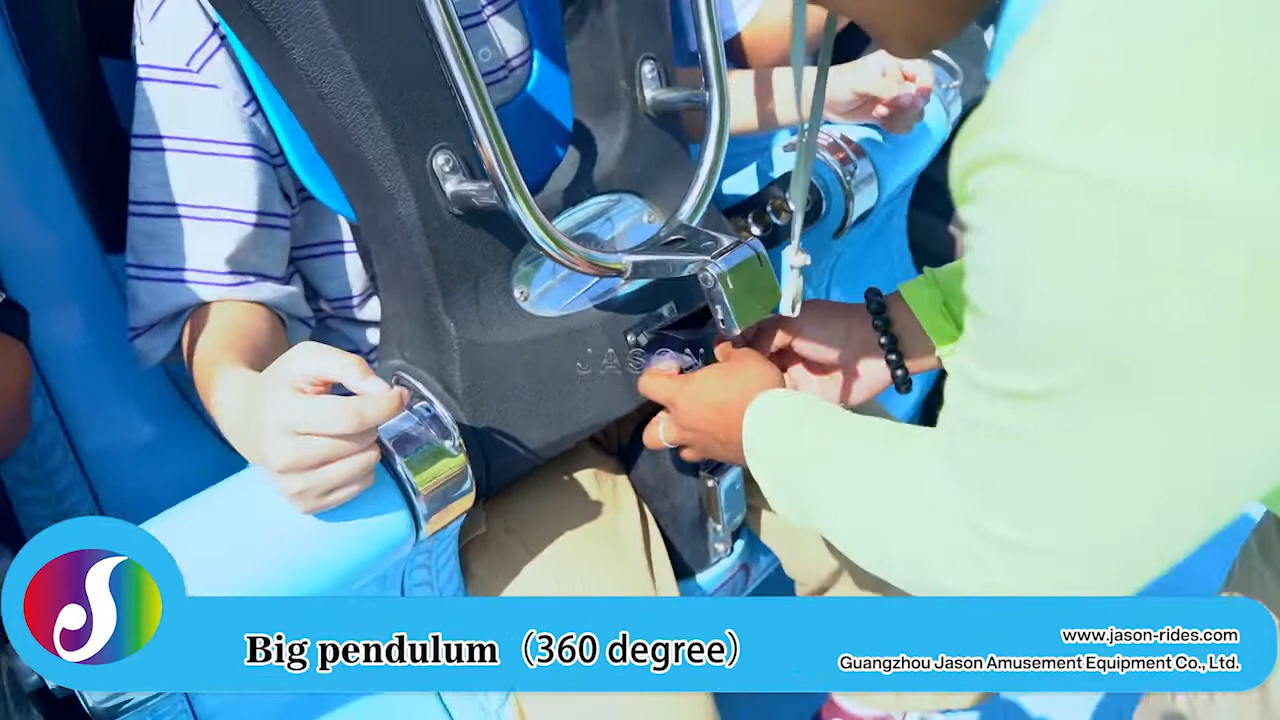 JASON
Big pendulum（360 degree）
www.jason-rides.com
Guangzhou Jason Amusement Equipment Co., Ltd.